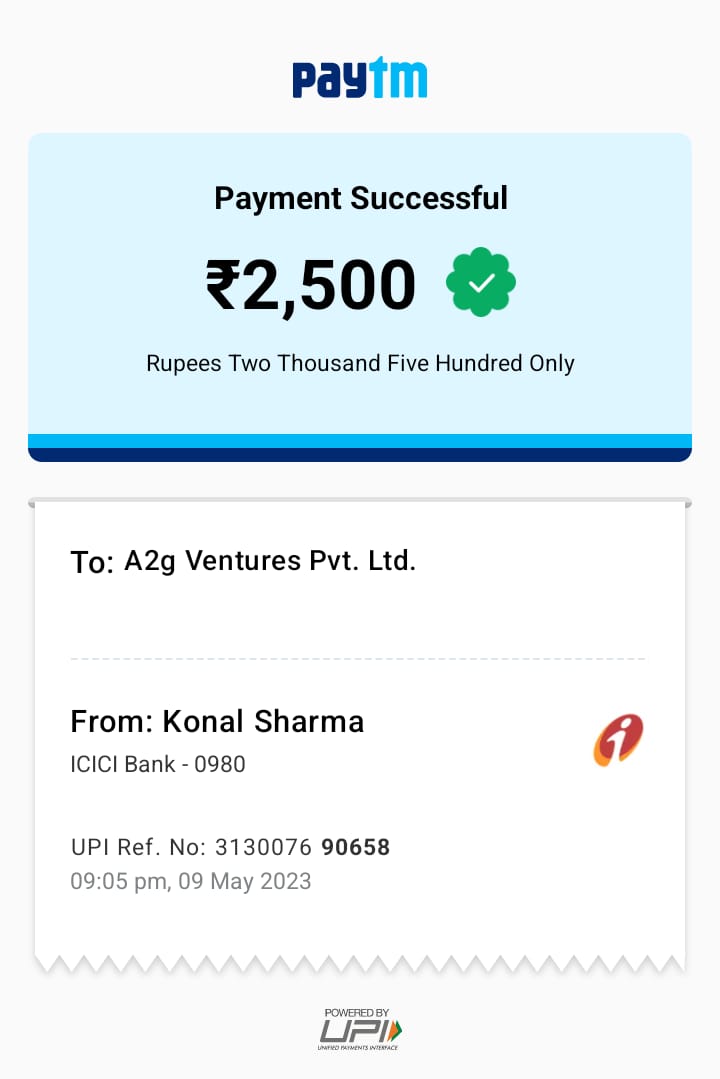 paytm
Payment Successful
₹2,500
Rupees Two Thousand Five Hundred Only
To: A2g Ventures Pvt. Ltd.
From: Konal Sharma
ICICI Bank - 0980
UPI Ref. No: 3130076 90658
09:05 pm, 09 May 2023
POWERED BY
UPI
UNIFIED PAYMENTS INTERFACE